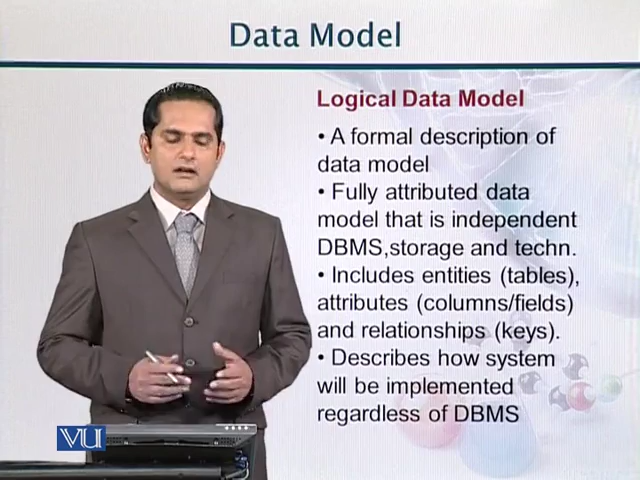 Data Model
Logical Data Model
• A formal description of
data model
• Fully attributed data
model that is independent
DBMS,storage and techn.
• Includes entities (tables),
attributes (columns/fields)
and relationships (keys).
• Describes how system
will be implemented
regardless of DBMS
VU